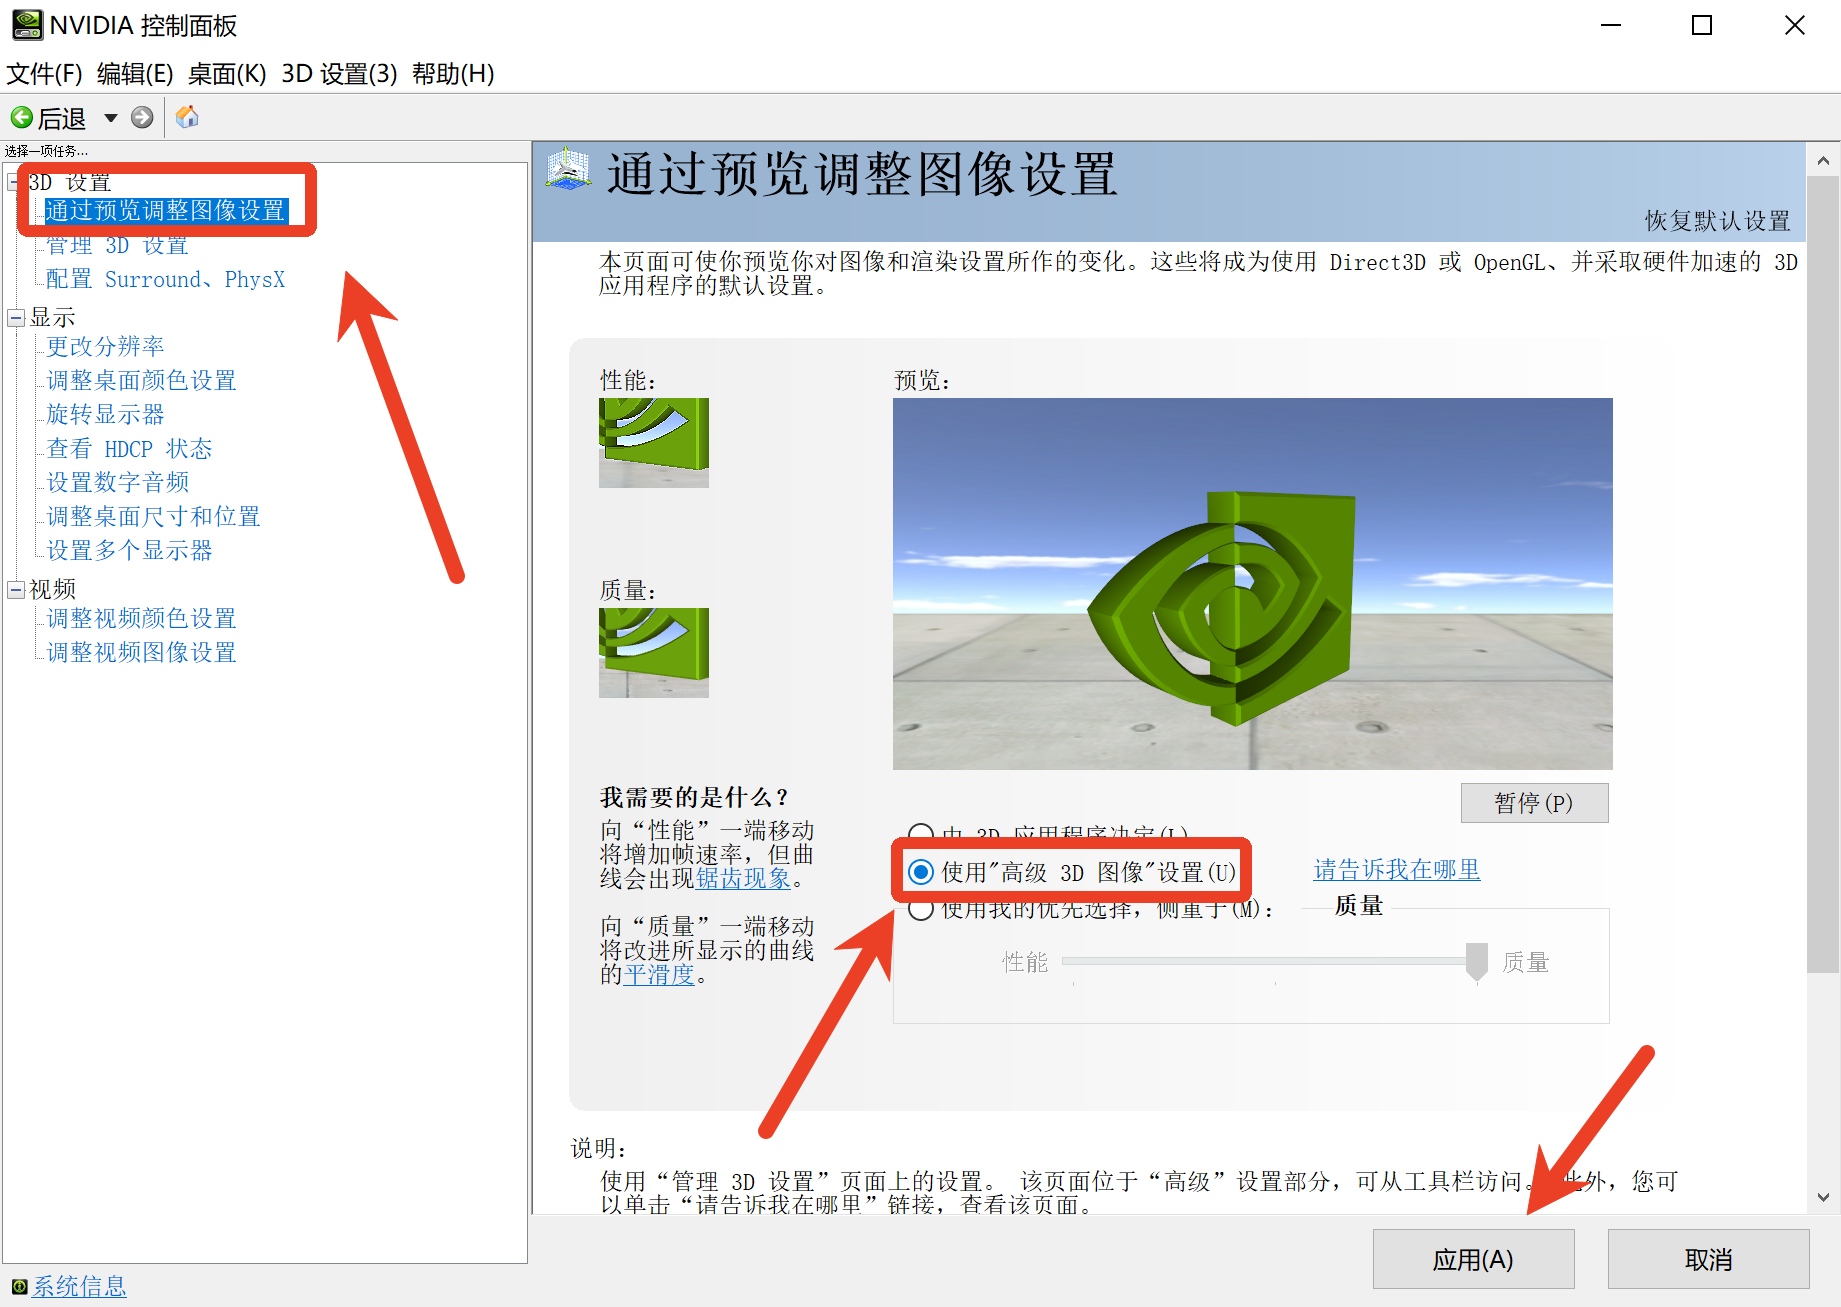 NVIDIA 控制面板
文件(F) 编辑(E) 桌面(K) 3D 设置(3) 帮助(H)
后退
选择一项任务...
3D 设置
通过预览调整图像设置
管理 3D 设置
配置 Surround、PhysX
显示
更改分辨率
调整桌面颜色设置
旋转显示器
查看 HDCP 状态
设置数字音频
调整桌面尺寸和位置
设置多个显示器
视频
调整视频颜色设置
调整视频图像设置
系统信息
通过预览调整图像设置
恢复默认设置
本页面可使你预览你对图像和渲染设置所作的变化。这些将成为使用 Direct3D 或 OpenGL、并采取硬件加速的 3D
应用程序的默认设置。
性能：
预览：
质量：
我需要的是什么？
向“性能”一端移动
将增加帧速率，但曲
线会出现锯齿现象。
向“质量”一端移动
将改进所显示的曲线
的平滑度。
暂停(P)
由 3D 应用程序决定(L)
使用"高级 3D 图像"设置(U)
请告诉我在哪里
使用我的优先选择，侧重于(M)：
质量
性能
质量
说明：
使用“管理 3D 设置”页面上的设置。 该页面位于“高级”设置部分，可从工具栏访问。此外，您可
以单击“请告诉我在哪里”链接，查看该页面。
应用(A)
取消